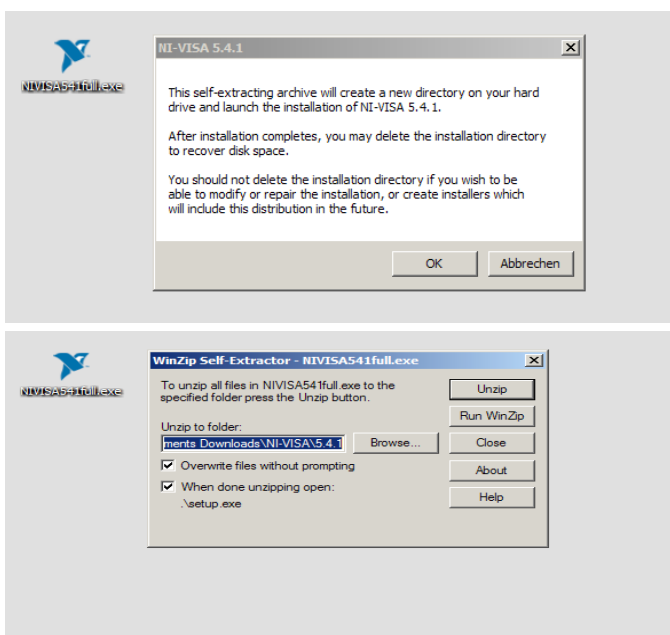 NIVISA541full.exe
NI-VISA 5.4.1
This self-extracting archive will create a new directory on your hard
drive and launch the installation of NI-VISA 5.4.1.
After installation completes, you may delete the installation directory
to recover disk space.
You should not delete the installation directory if you wish to be
able to modify or repair the installation, or create installers which
will include this distribution in the future.
OK
Abbrechen
NIVISA541full.exe
WinZip Self-Extractor - NIVISA541full.exe
To unzip all files in NIVISA541full.exe to the
specified folder press the Unzip button.
Unzip to folder:
ments Downloads\NI-VISA\5.4.1
Browse...
Overwrite files without prompting
When done unzipping open:
.\setup.exe
Unzip
Run WinZip
Close
About
Help